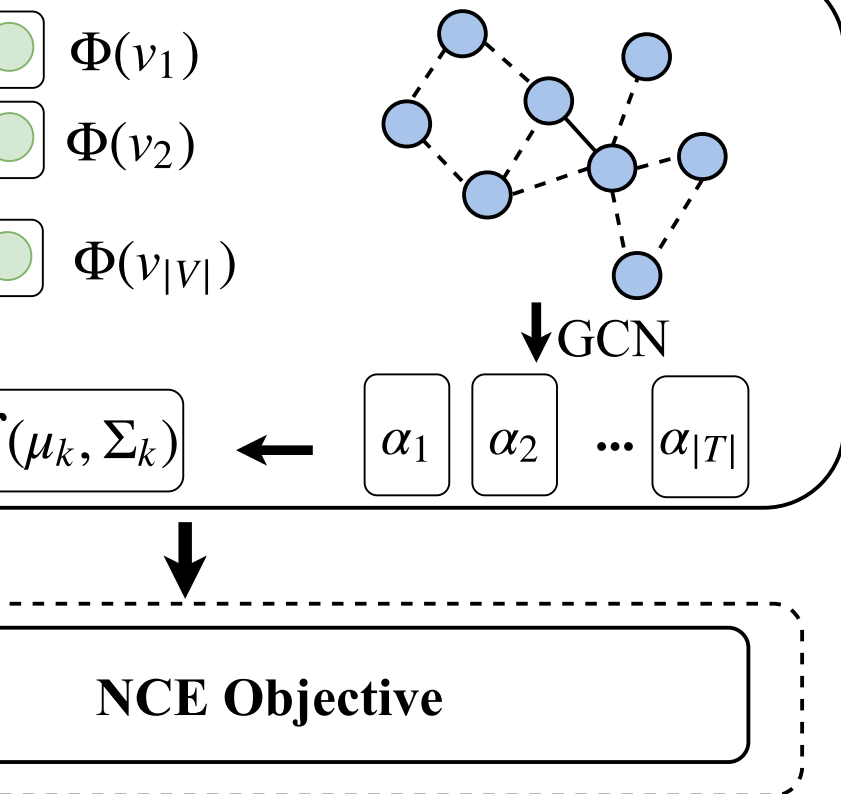 Φ(v₁)
Φ(v₂)
Φ(v|V|)
GCN
(μₖ, Σₖ)
α₁
α₂
...
α|T|
NCE Objective